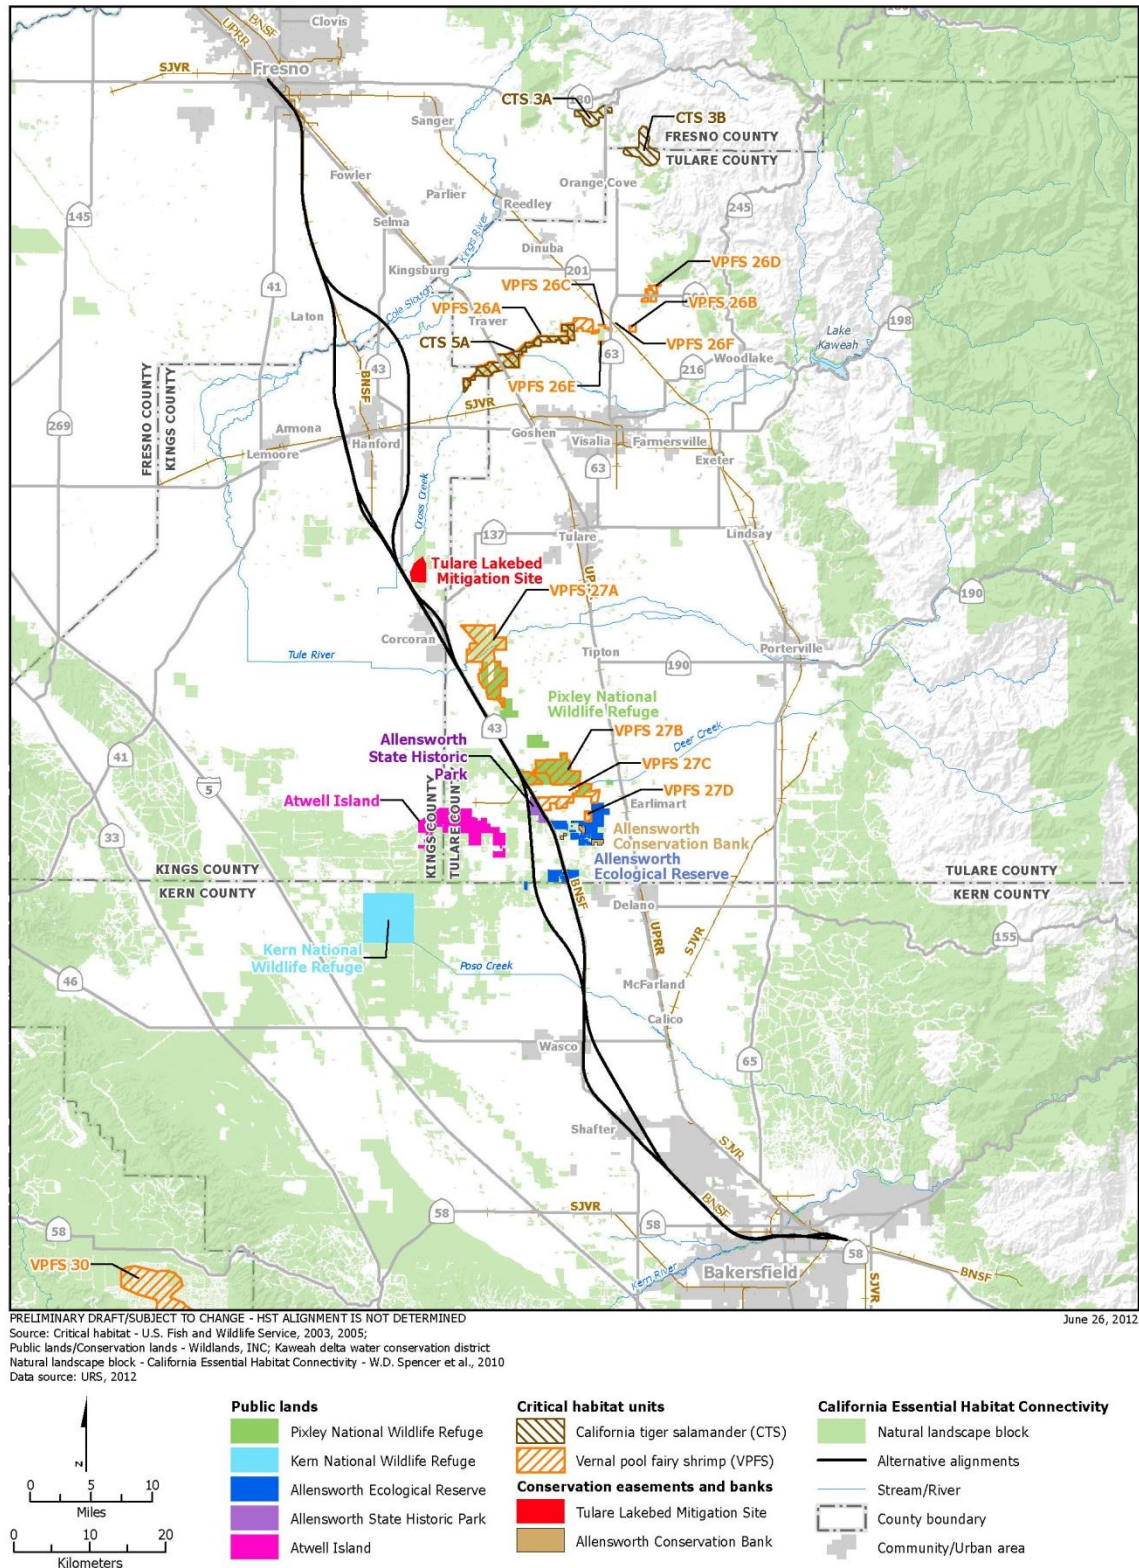 Clovis
BNSF
UPRR
Fresno
SJVR
CTS 3A
180
CTS 3B
Sanger
FRESNO COUNTY
TULARE COUNTY
Fowler
Orange Cove
Parlier
Reedley
145
Selma
Kings River
245
Dinuba
VPFS 26D
Kingsburg
201
41
VPFS 26C
Cole Slough
VPFS 26A
VPFS 26B
Laton
Traver
198
Lake
Kaweah
CTS 5A
VPFS 26F
63
Woodlake
43
216
BNSF
VPFS 26E
FRESNO COUNTY
KINGS COUNTY
SJVR
269
Armona
Goshen
Visalia
Farmersville
Lemoore
Hanford
63
Exeter
Cross Creek
137
Tulare
Lindsay
Tulare Lakebed
Mitigation Site
UPRR
VPFS 27A
190
Corcoran
Tule River
Tipton
Porterville
190
Pixley National
Wildlife Refuge
43
VPFS 27B
Deer Creek
Allensworth
State Historic
Park
41
VPFS 27C
5
VPFS 27D
Atwell Island
Earlimart
KINGS COUNTY
TULARE COUNTY
33
Allensworth
Conservation Bank
Allensworth
Ecological Reserve
KINGS COUNTY
KERN COUNTY
TULARE COUNTY
KERN COUNTY
BNSF
Delano
UPRR
SJVR
155
Kern National
Wildlife Refuge
Poso Creek
46
McFarland
Calico
Wasco
65
Shafter
SJVR
BNSF
58
SJVR
58
58
58
VPFS 30
Kern River
Bakersfield
BNSF
SJVR
PRELIMINARY DRAFT/SUBJECT TO CHANGE - HST ALIGNMENT IS NOT DETERMINED
June 26, 2012
Source: Critical habitat - U.S. Fish and Wildlife Service, 2003, 2005;
Public lands/Conservation lands - Wildlands, INC; Kaweah delta water conservation district
Natural landscape block - California Essential Habitat Connectivity - W.D. Spencer et al., 2010
Data source: URS, 2012
N
0 5 10
Miles
0 10 20
Kilometers
Public lands
Pixley National Wildlife Refuge
Kern National Wildlife Refuge
Allensworth Ecological Reserve
Allensworth State Historic Park
Atwell Island
Critical habitat units
California tiger salamander (CTS)
Vernal pool fairy shrimp (VPFS)
Conservation easements and banks
Tulare Lakebed Mitigation Site
Allensworth Conservation Bank
California Essential Habitat Connectivity
Natural landscape block
Alternative alignments
Stream/River
County boundary
Community/Urban area